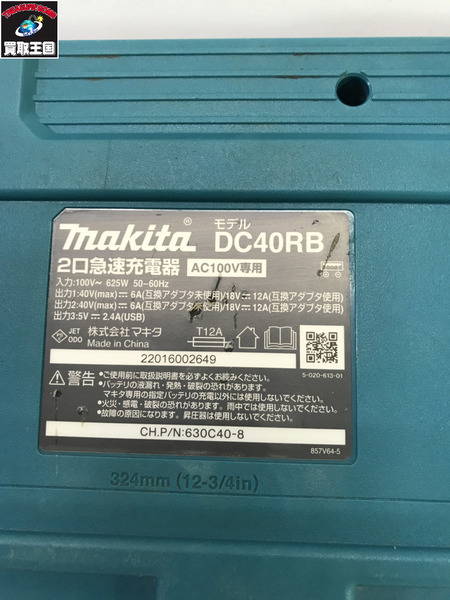 買取王国
makita® モデル DC40RB
2口急速充電器 AC100V専用
入力:100V～ 625W 50-60Hz
出力1:40V(max) ⎓ 6A(互換アダプタ未使用)/18V ⎓ 12A(互換アダプタ使用)
出力2:40V(max) ⎓ 6A(互換アダプタ未使用)/18V ⎓ 12A(互換アダプタ使用)
出力3:5V ⎓ 2.4A(USB)
PS E JET ODO 株式会社マキタ Made in China T12A
22016002649
5-020-613-01
⚠警告
●ご使用前に取扱説明書を必ずよくお読みください。
●バッテリの液漏れ・発熱・破裂の恐れがあります。
マキタ専用の指定バッテリの充電以外には使用しないでください。
●火災・感電・破裂の恐れがあります。雨中では使用しないでください。
●故障の原因になります。昇圧器は使用しないでください。
CH.P/N:630C40-8
857V64-5
324mm (12-3/4in)